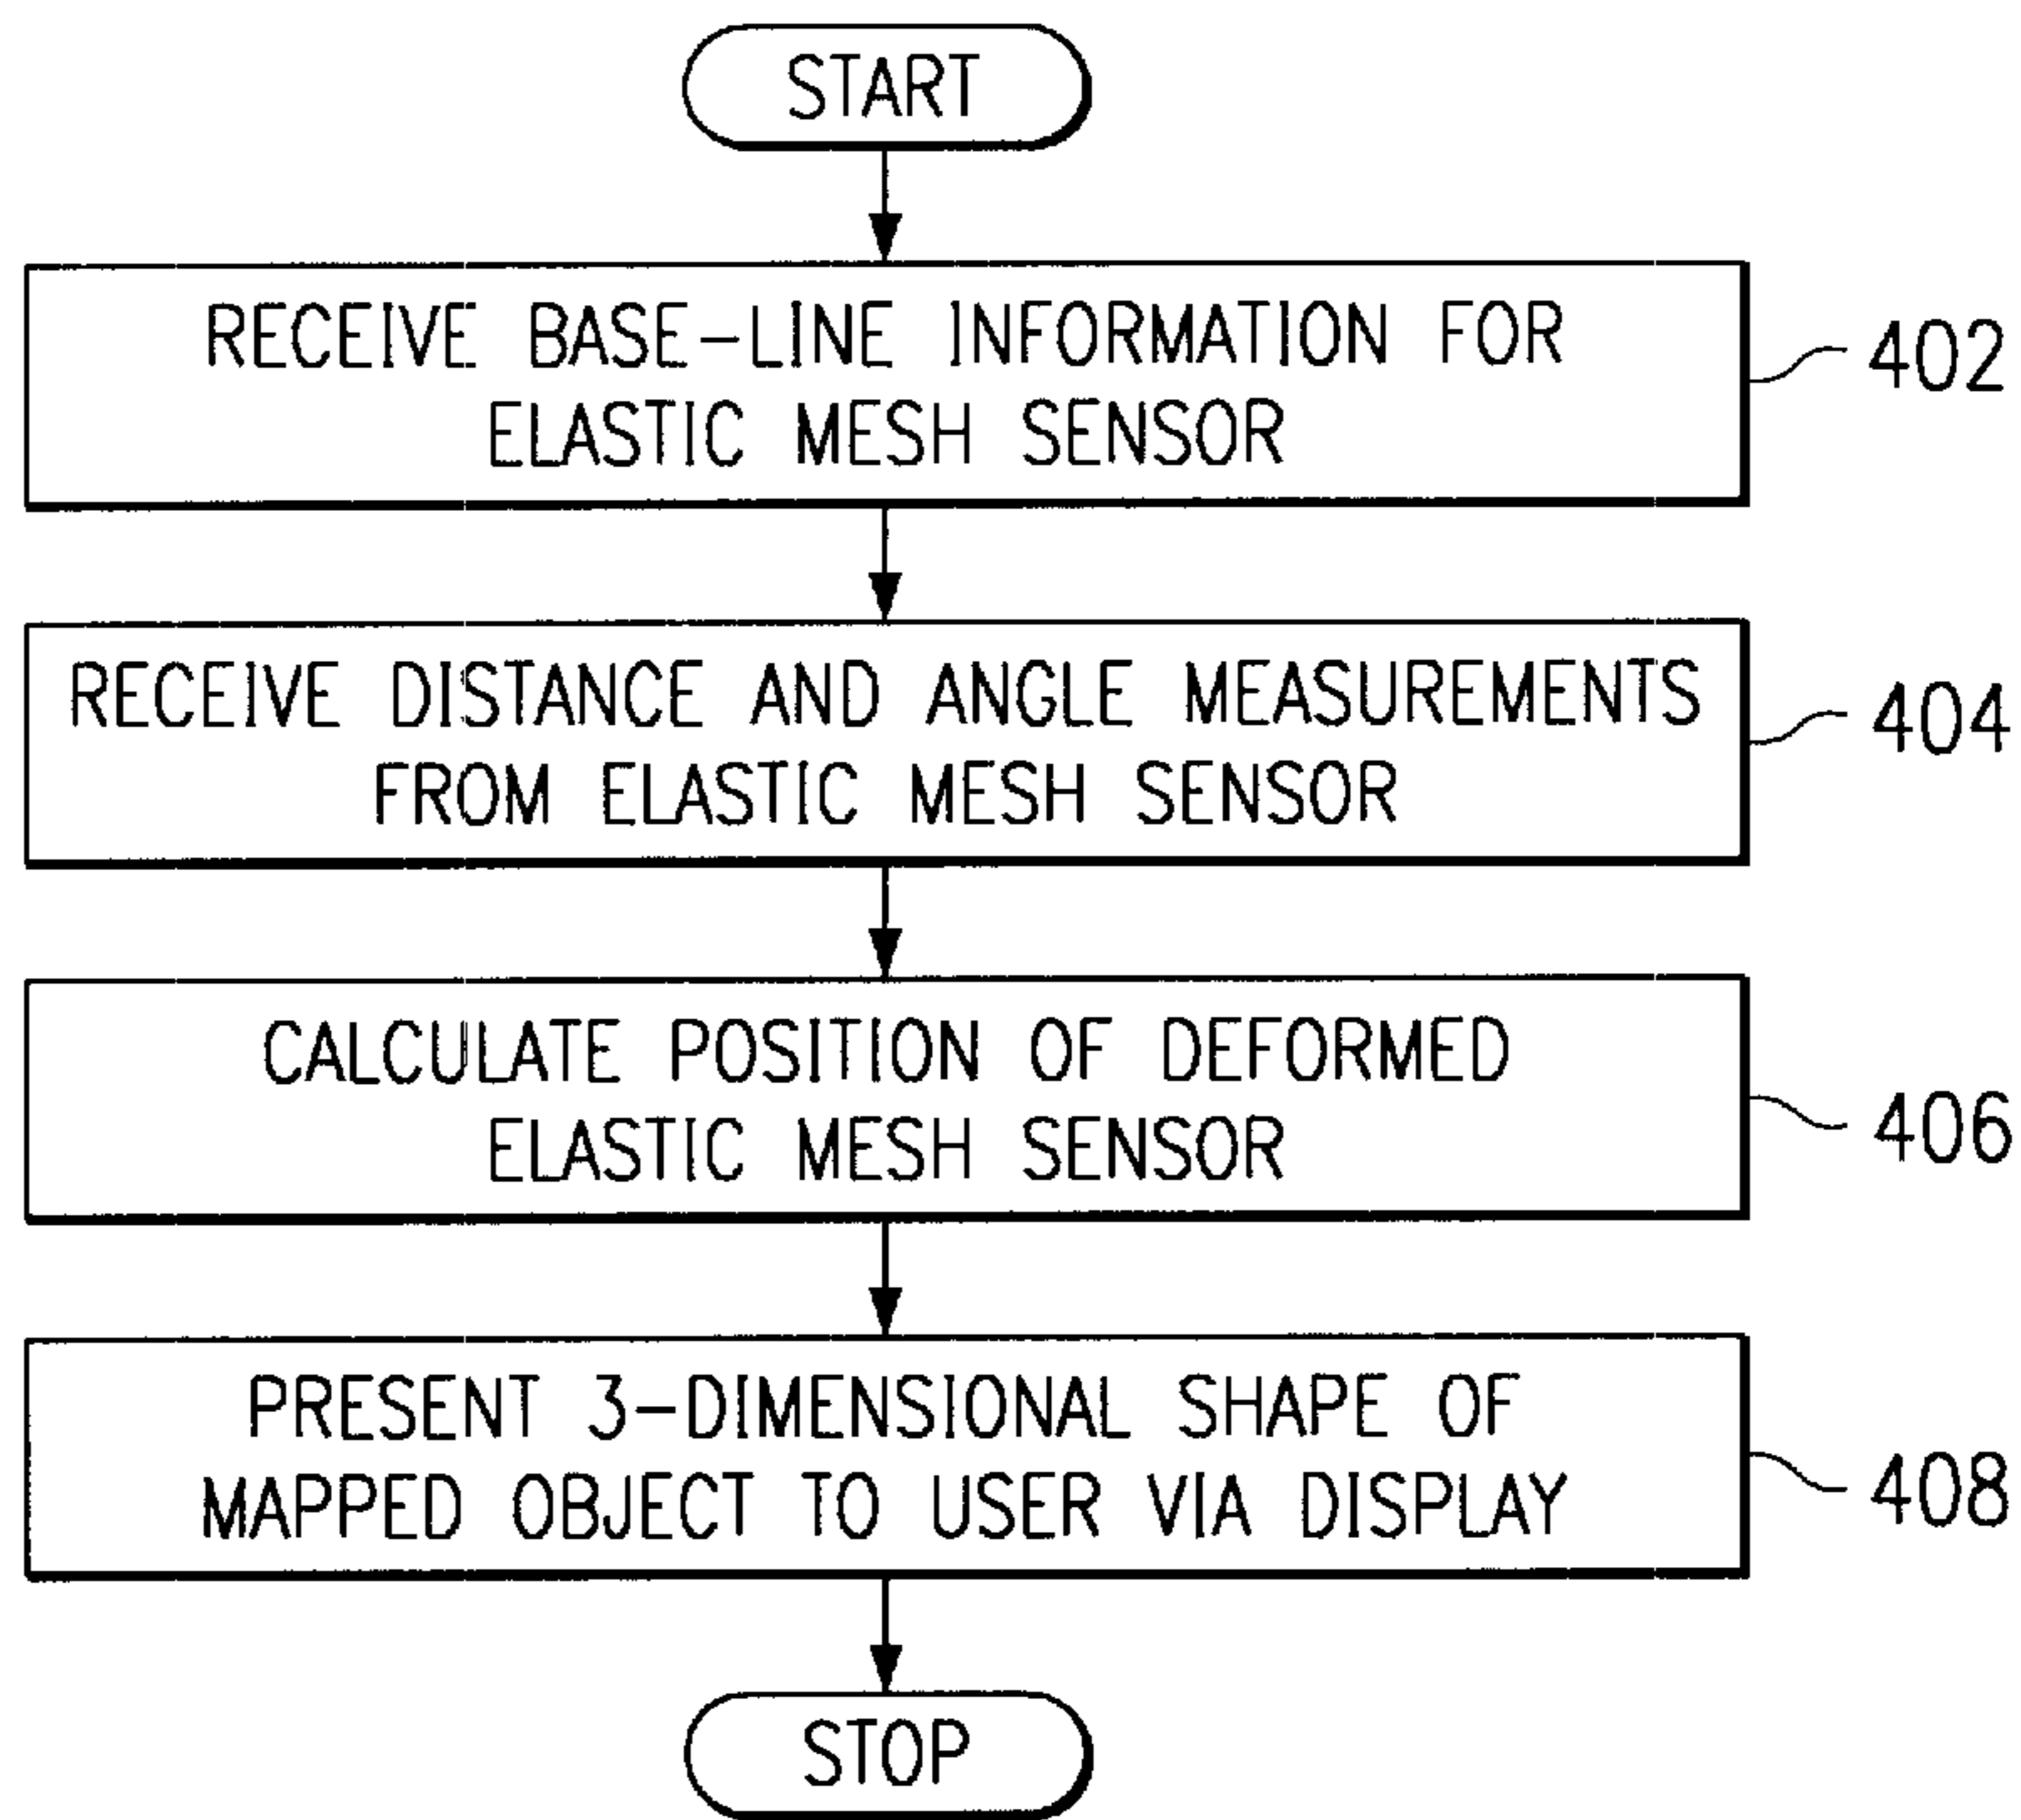 START
RECEIVE BASE-LINE INFORMATION FOR
ELASTIC MESH SENSOR
402
RECEIVE DISTANCE AND ANGLE MEASUREMENTS
FROM ELASTIC MESH SENSOR
404
CALCULATE POSITION OF DEFORMED
ELASTIC MESH SENSOR
406
PRESENT 3-DIMENSIONAL SHAPE OF
MAPPED OBJECT TO USER VIA DISPLAY
408
STOP